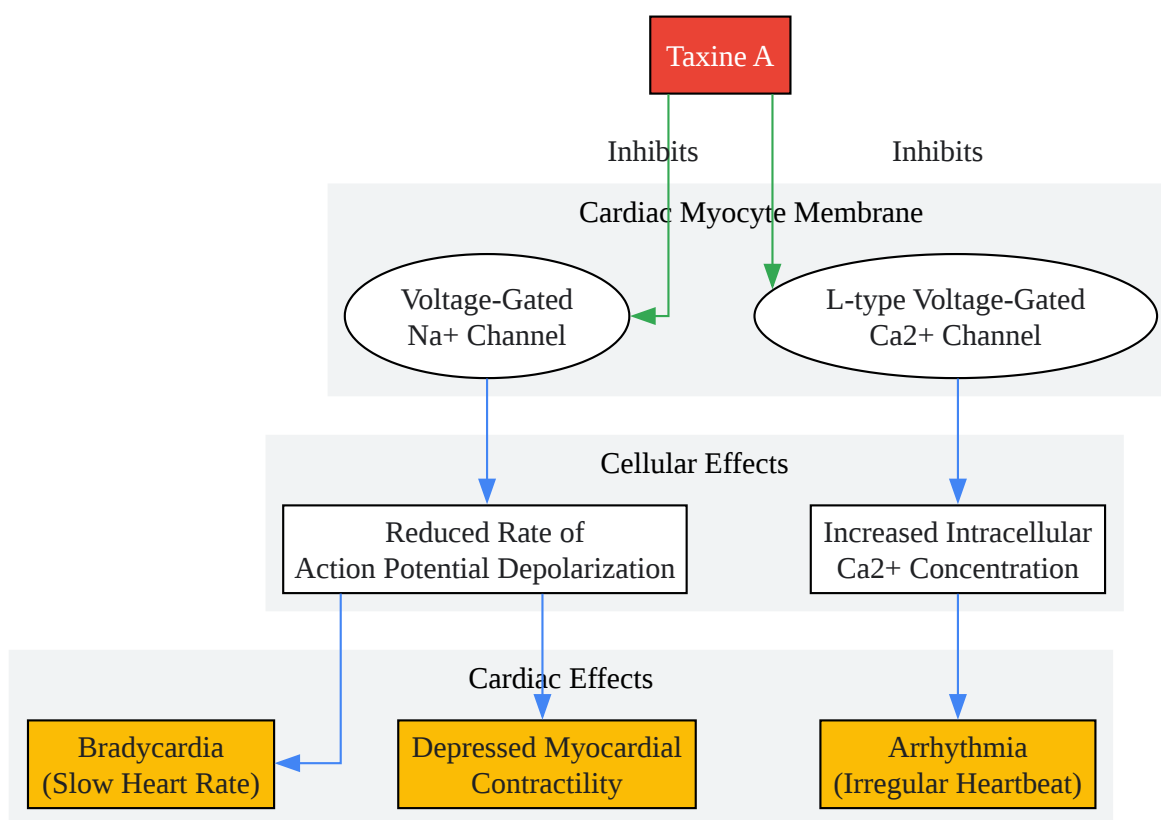 Taxine A
Inhibits
Inhibits
Cardiac Myocyte Membrane
Voltage-Gated
Na+ Channel
L-type Voltage-Gated
Ca2+ Channel
Cellular Effects
Reduced Rate of
Action Potential Depolarization
Increased Intracellular
Ca2+ Concentration
Cardiac Effects
Bradycardia
(Slow Heart Rate)
Depressed Myocardial
Contractility
Arrhythmia
(Irregular Heartbeat)